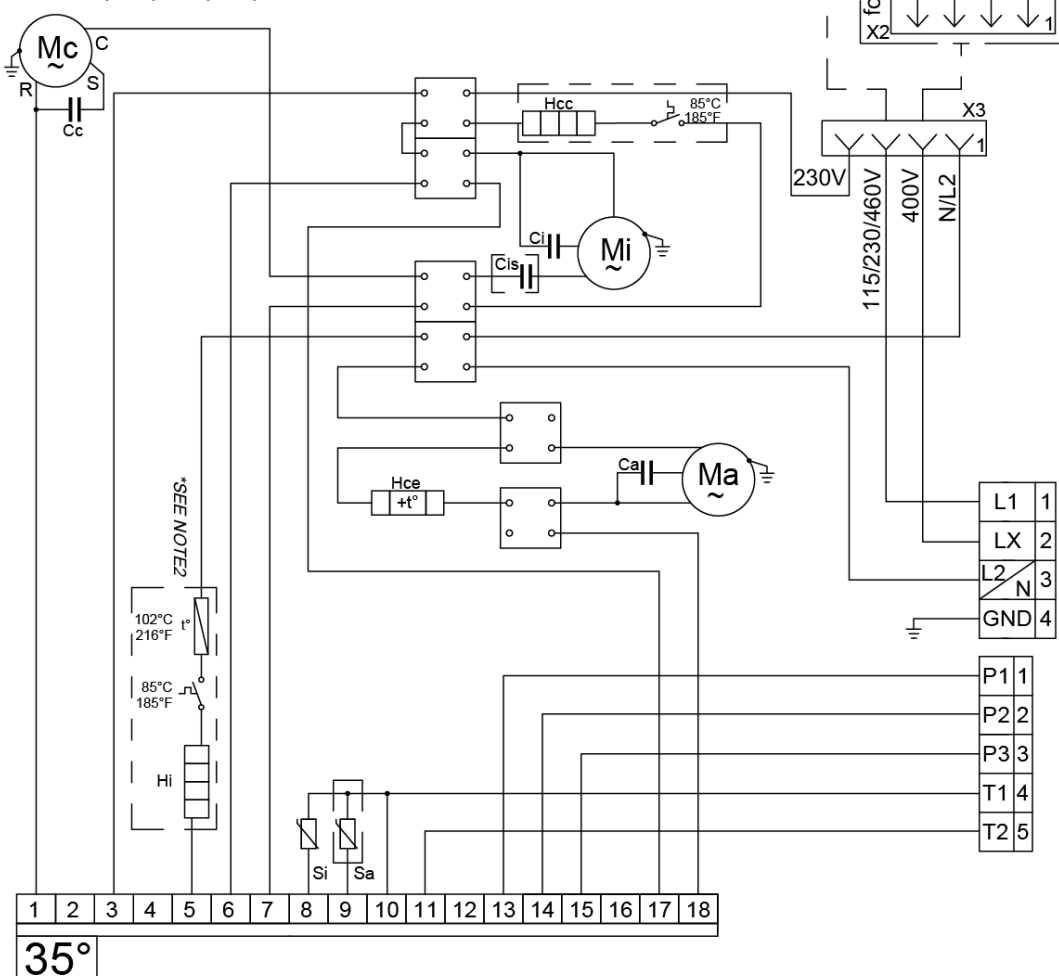 fo
X2
1
Mc
~
C
R
S
Cc
Hcc
85°C
185°F
X3
1
230V
115/230/460V
400V
N/L2
Ci
Mi
~
Cis
Ca
Ma
~
Hce
+t°
*SEE NOTE2
L1 1
LX 2
L2/N 3
GND 4
102°C
216°F
t°
85°C
185°F
Hi
P1 1
P2 2
P3 3
T1 4
T2 5
Si
Sa
1 2 3 4 5 6 7 8 9 10 11 12 13 14 15 16 17 18
35°